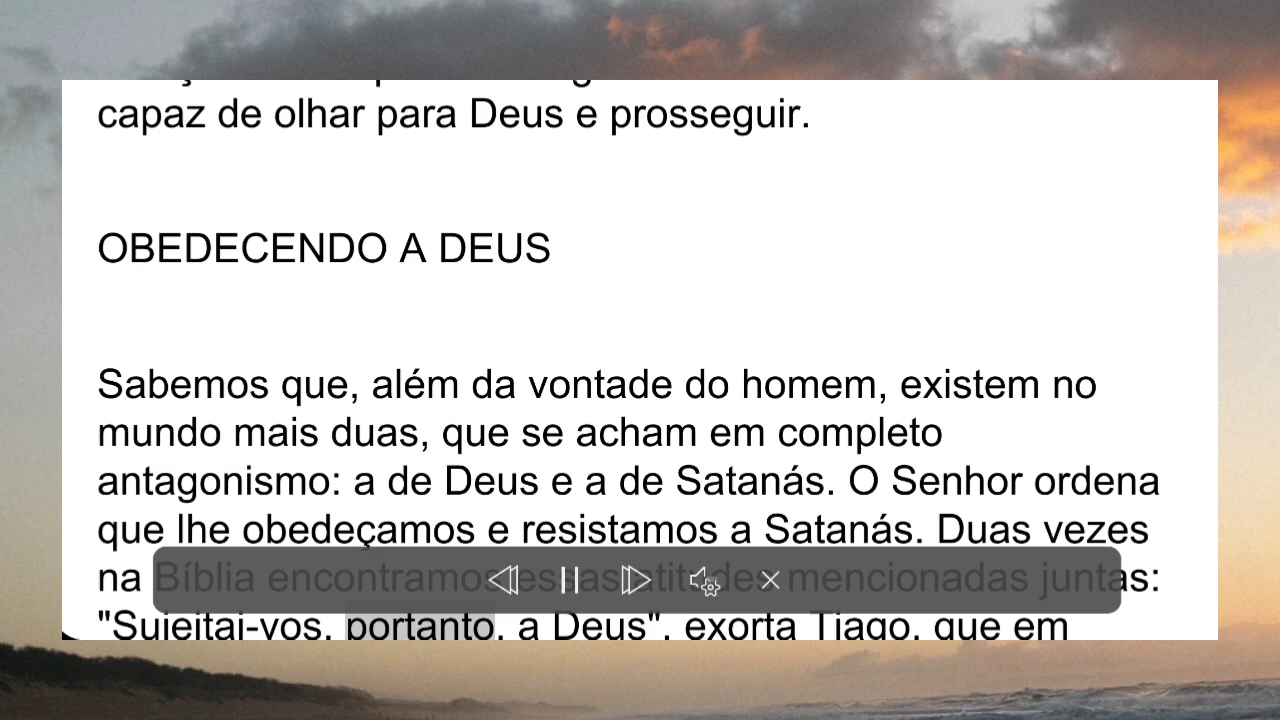 capaz de olhar para Deus e prosseguir.
OBEDECENDO A DEUS
Sabemos que, além da vontade do homem, existem no
mundo mais duas, que se acham em completo
antagonismo: a de Deus e a de Satanás. O Senhor ordena
que lhe obedeçamos e resistamos a Satanás. Duas vezes
na Bíblia encontramos essas atitudes mencionadas juntas:
"Sujeitai-vos, portanto, a Deus", exorta Tiago, que em